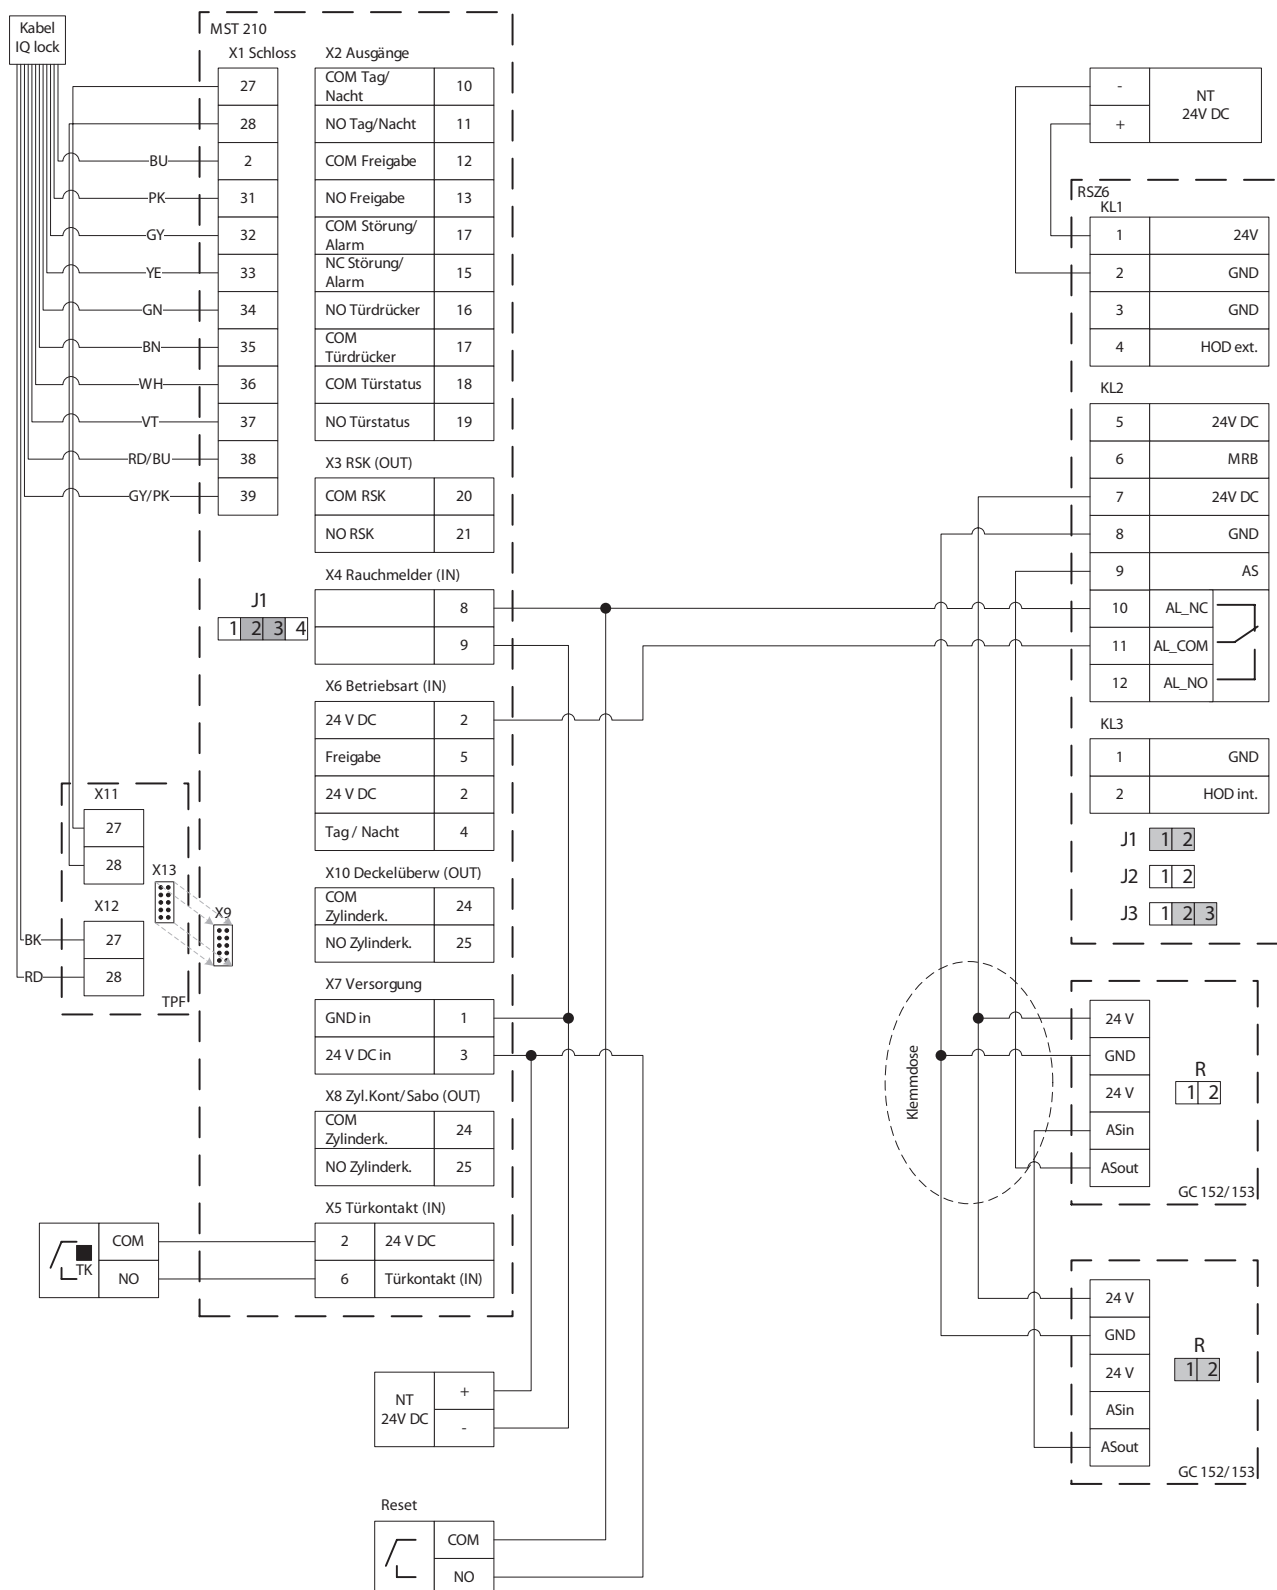 Kabel
IQ lock
MST 210
X1 Schloss
27
28
BU 2
PK 31
GY 32
YE 33
GN 34
BN 35
WH 36
VT 37
RD/BU 38
GY/PK 39
X2 Ausgänge
COM Tag/
Nacht 10
NO Tag/Nacht 11
COM Freigabe 12
NO Freigabe 13
COM Störung/
Alarm 17
NC Störung/
Alarm 15
NO Türdrücker 16
COM
Türdrücker 17
COM Türstatus 18
NO Türstatus 19
X3 RSK (OUT)
COM RSK 20
NO RSK 21
X4 Rauchmelder (IN)
8
9
J1
1 2 3 4
X6 Betriebsart (IN)
24 V DC 2
Freigabe 5
24 V DC 2
Tag / Nacht 4
X10 Deckelüberw (OUT)
COM
Zylinderk. 24
NO Zylinderk. 25
X7 Versorgung
GND in 1
24 V DC in 3
X8 Zyl.Kont/Sabo (OUT)
COM
Zylinderk. 24
NO Zylinderk. 25
X5 Türkontakt (IN)
2 24 V DC
6 Türkontakt (IN)
X11
27
28
X13
X9
X12
BK 27
RD 28
TPF
TK
COM
NO
NT
24V DC
+
-
Reset
COM
NO
-
+
NT
24V DC
RSZ6
KL1
1 24V
2 GND
3 GND
4 HOD ext.
KL2
5 24V DC
6 MRB
7 24V DC
8 GND
9 AS
10 AL_NC
11 AL_COM
12 AL_NO
KL3
1 GND
2 HOD int.
J1 1 2
J2 1 2
J3 1 2 3
Klemmdose
24 V
GND
24 V
ASin
ASout
R
1 2
GC 152/153
24 V
GND
24 V
ASin
ASout
R
1 2
GC 152/153